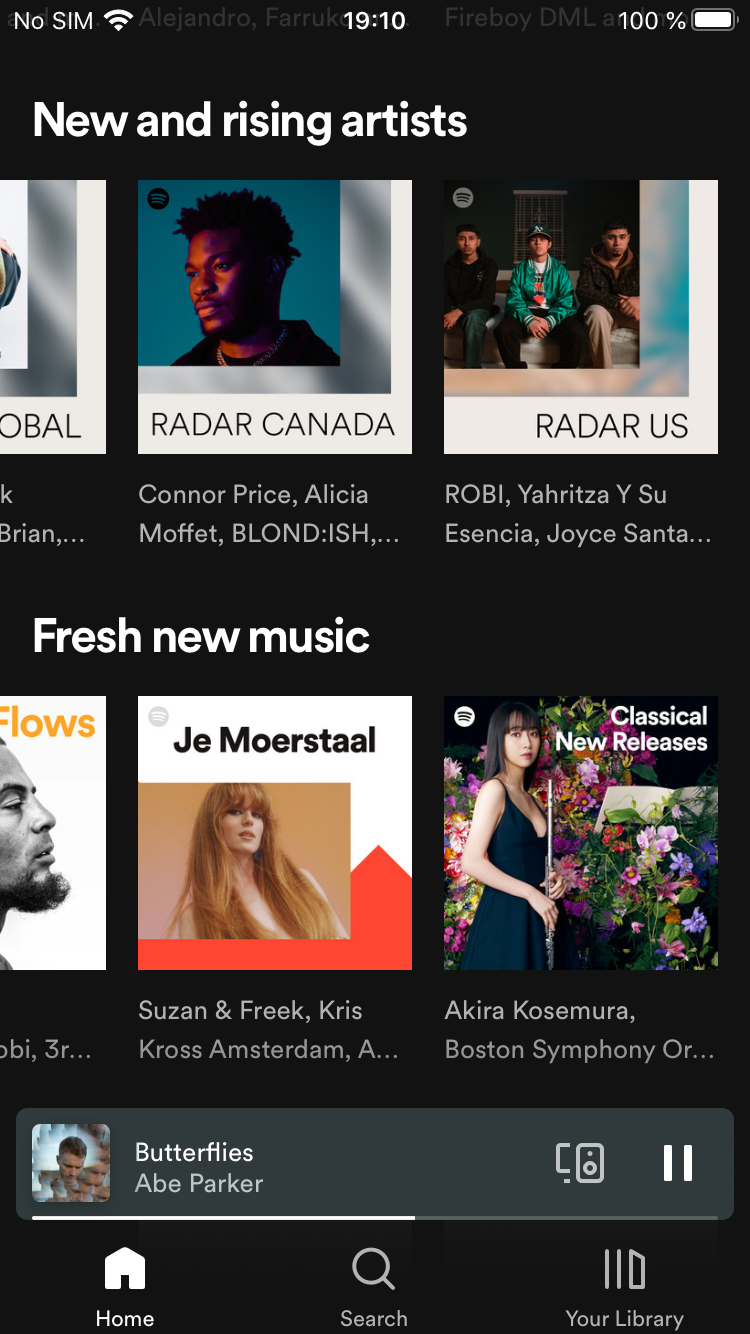 No SIM 19:10 100 %
Alejandro, Farruko
Fireboy DML
New and rising artists
OBAL
RADAR CANADA
RADAR US
k
Brian,...
Connor Price, Alicia
Moffet, BLOND:ISH,...
ROBI, Yahritza Y Su
Esencia, Joyce Santa...
Fresh new music
Flows
Je Moerstaal
Classical
New Releases
obi, 3r...
Suzan & Freek, Kris
Kross Amsterdam, A...
Akira Kosemura,
Boston Symphony Or...
Butterflies
Abe Parker
Home
Search
Your Library